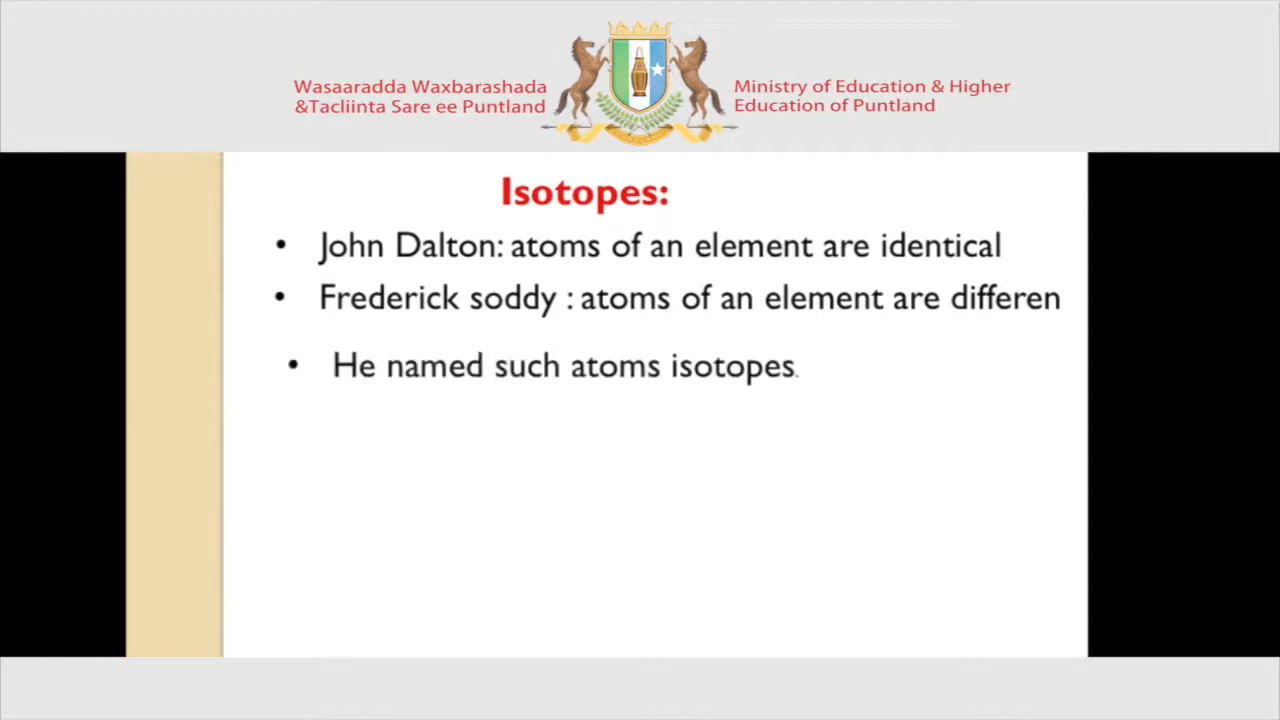 Wasaaradda Waxbarashada
&Tacliinta Sare ee Puntland
Ministry of Education & Higher
Education of Puntland
Isotopes:
• John Dalton: atoms of an element are identical
• Frederick soddy : atoms of an element are differen
• He named such atoms isotopes.